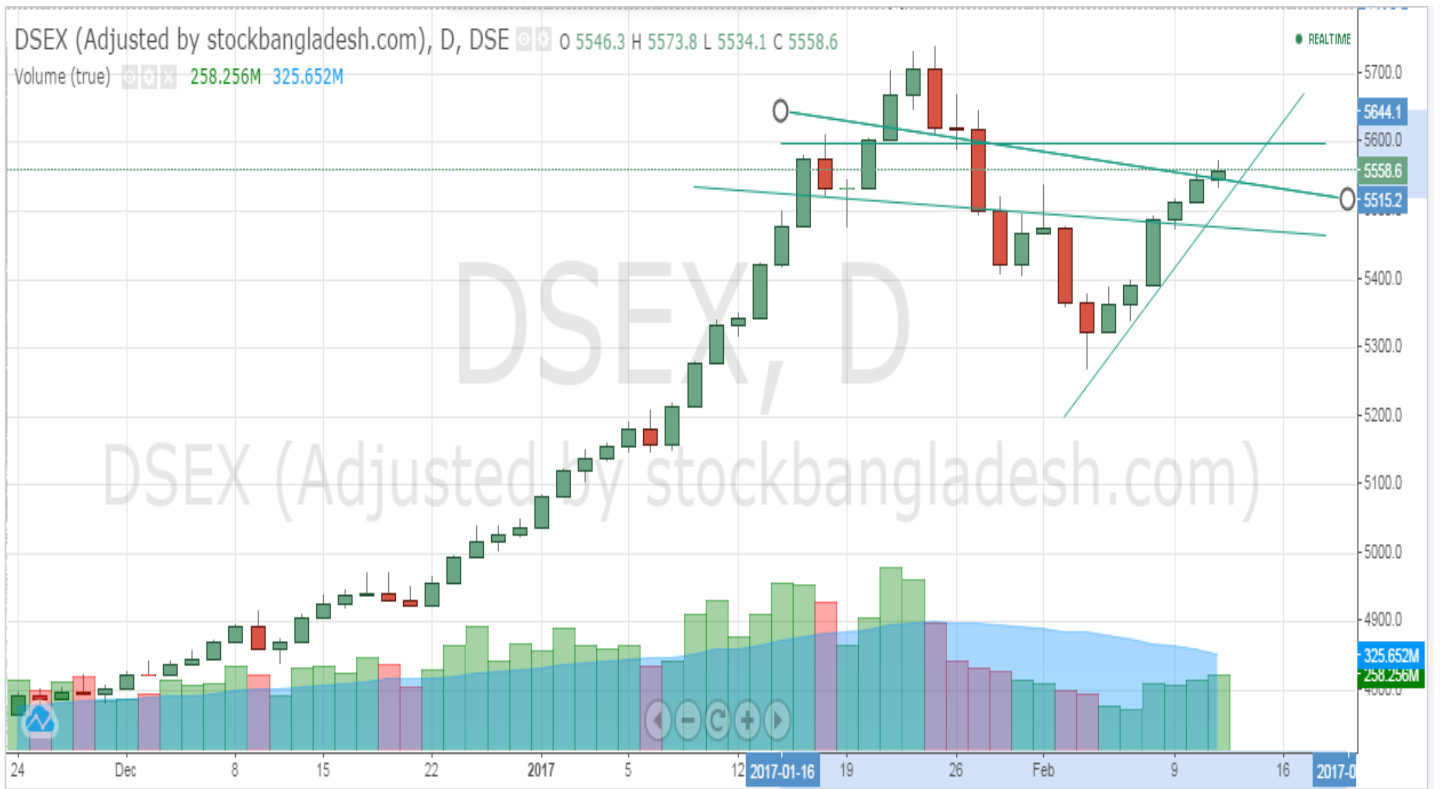 DSEX (Adjusted by stockbangladesh.com), D, DSE O 5546.3 H 5573.8 L 5534.1 C 5558.6
REALTIME
Volume (true) 258.256M 325.652M
5700.0
5644.1
5600.0
5558.6
5515.2
5400.0
5300.0
5200.0
5100.0
5000.0
4900.0
325.652M
258.256M
DSEX, D
DSEX (Adjusted by stockbangladesh.com)
24 Dec 8 15 22 2017 5 12 2017-01-16 19 26 Feb 9 16 2017-0